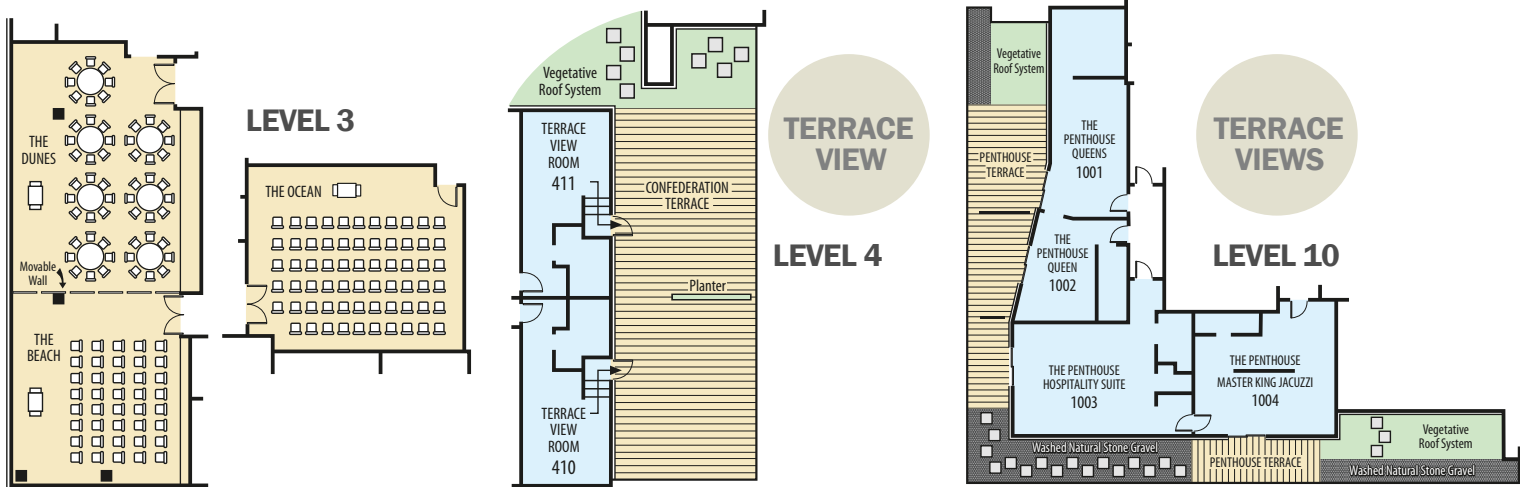 LEVEL 3
THE
DUNES
Movable
Wall
THE
BEACH
THE OCEAN
Vegetative
Roof System
TERRACE
VIEW
ROOM
411
CONFEDERATION
TERRACE
Planter
TERRACE
VIEW
ROOM
410
TERRACE
VIEW
LEVEL 4
Vegetative
Roof System
PENTHOUSE
TERRACE
THE
PENTHOUSE
QUEENS
1001
THE
PENTHOUSE
QUEEN
1002
THE PENTHOUSE
HOSPITALITY SUITE
1003
THE PENTHOUSE
MASTER KING JACUZZI
1004
Washed Natural Stone Gravel
PENTHOUSE TERRACE
Vegetative
Roof System
Washed Natural Stone Gravel
TERRACE
VIEWS
LEVEL 10